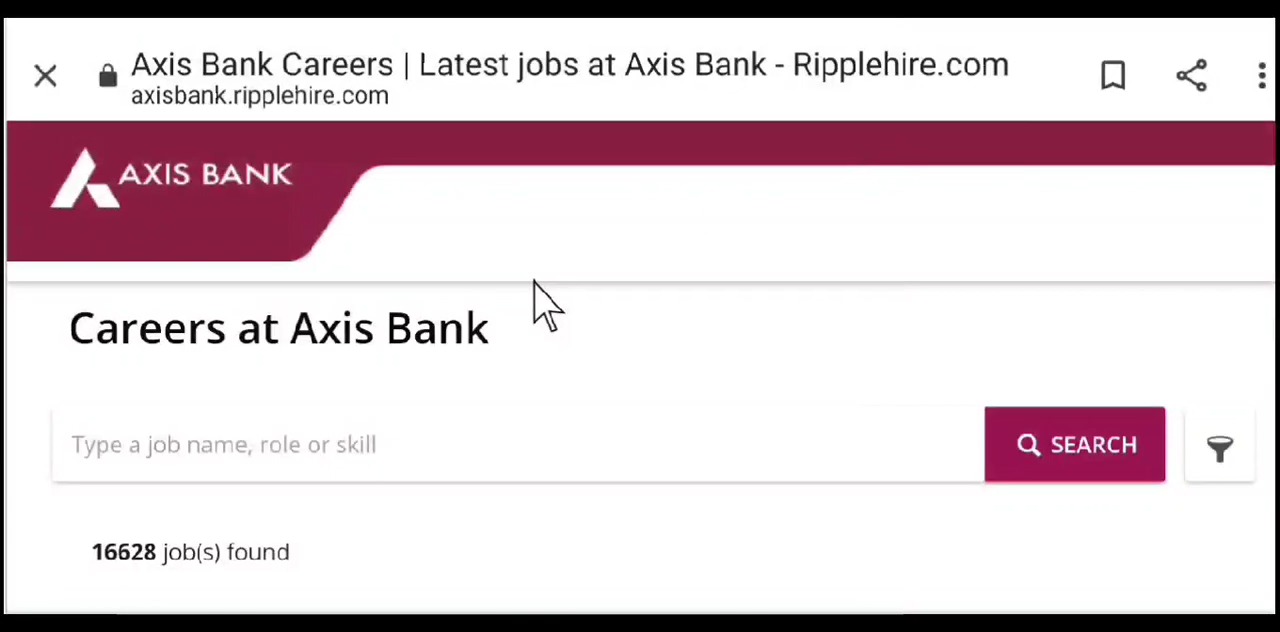 Axis Bank Careers | Latest jobs at Axis Bank - Ripplehire.com
axisbank.ripplehire.com
AXIS BANK
Careers at Axis Bank
Type a job name, role or skill
SEARCH
16628 job(s) found